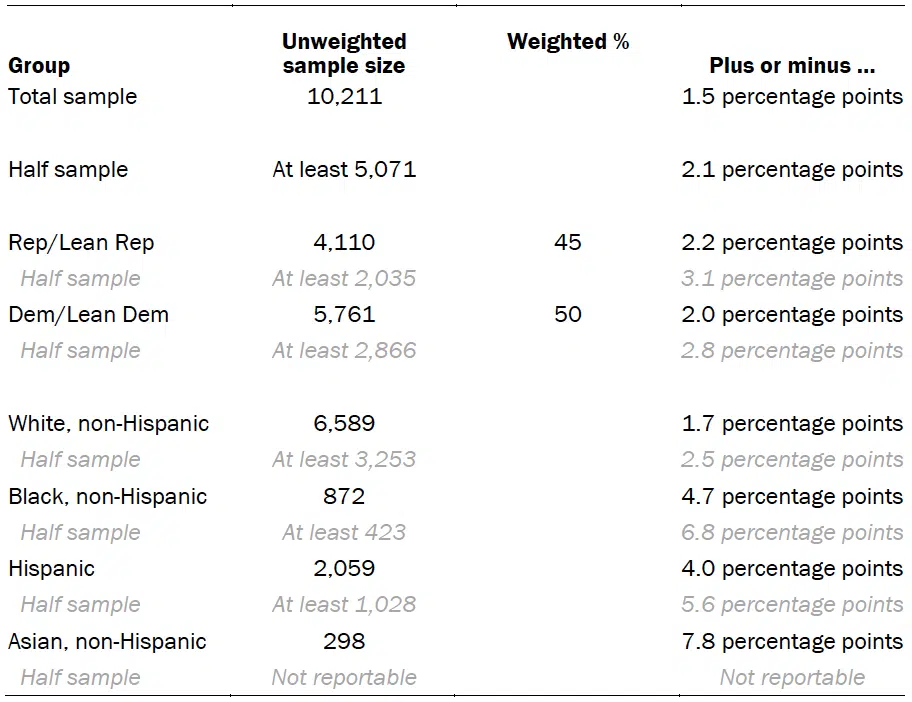 Group Unweighted sample size Weighted % Plus or minus ...
Total sample 10,211 1.5 percentage points
Half sample At least 5,071 2.1 percentage points
Rep/Lean Rep 4,110 45 2.2 percentage points
Half sample At least 2,035 3.1 percentage points
Dem/Lean Dem 5,761 50 2.0 percentage points
Half sample At least 2,866 2.8 percentage points
White, non-Hispanic 6,589 1.7 percentage points
Half sample At least 3,253 2.5 percentage points
Black, non-Hispanic 872 4.7 percentage points
Half sample At least 423 6.8 percentage points
Hispanic 2,059 4.0 percentage points
Half sample At least 1,028 5.6 percentage points
Asian, non-Hispanic 298 7.8 percentage points
Half sample Not reportable Not reportable